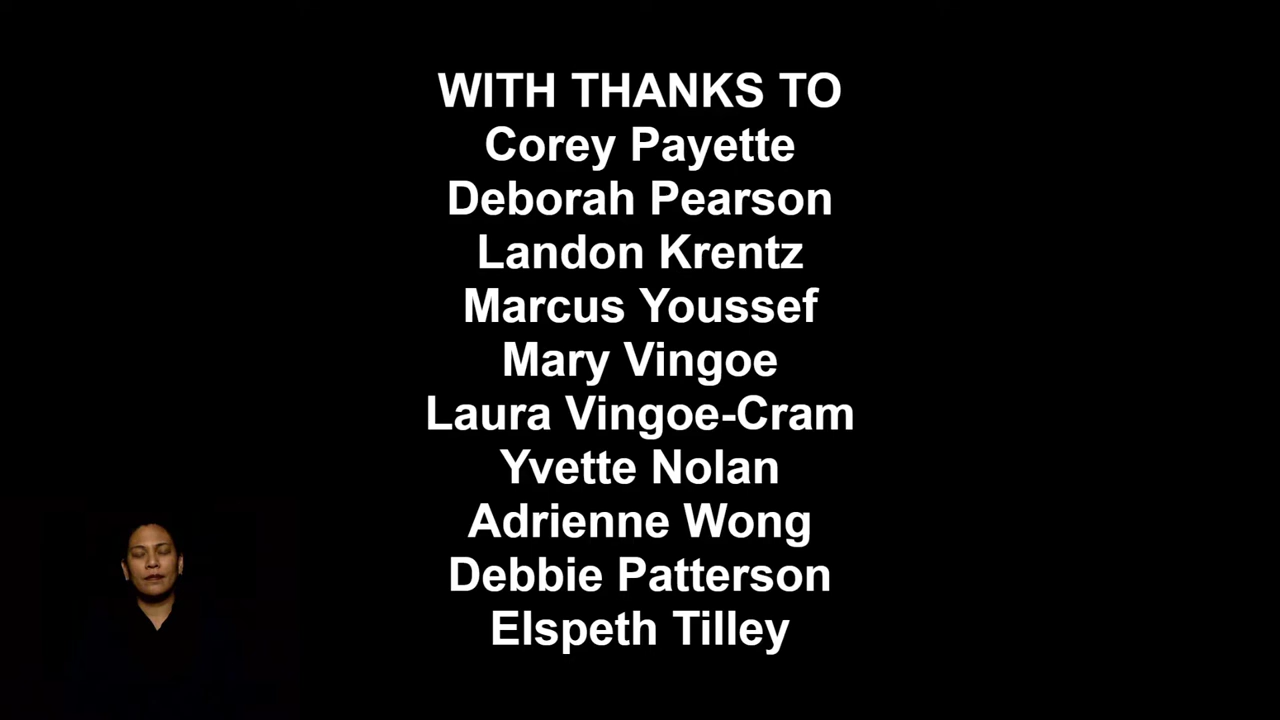 WITH THANKS TO
Corey Payette
Deborah Pearson
Landon Krentz
Marcus Youssef
Mary Vingoe
Laura Vingoe-Cram
Yvette Nolan
Adrienne Wong
Debbie Patterson
Elspeth Tilley